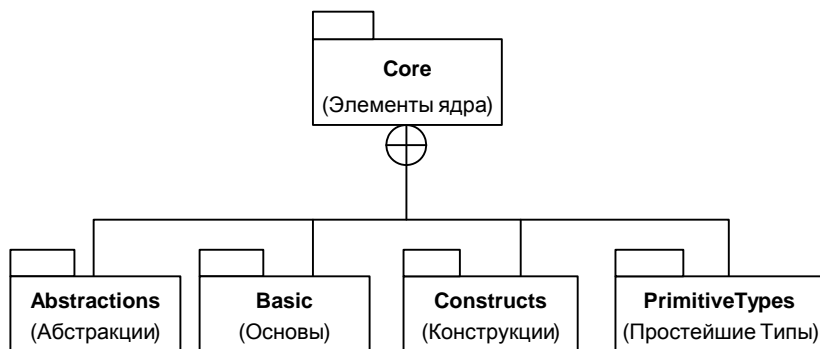 Core
(Элементы ядра)
Abstractions
(Абстракции)
Basic
(Основы)
Constructs
(Конструкции)
PrimitiveTypes
(Простейшие Типы)